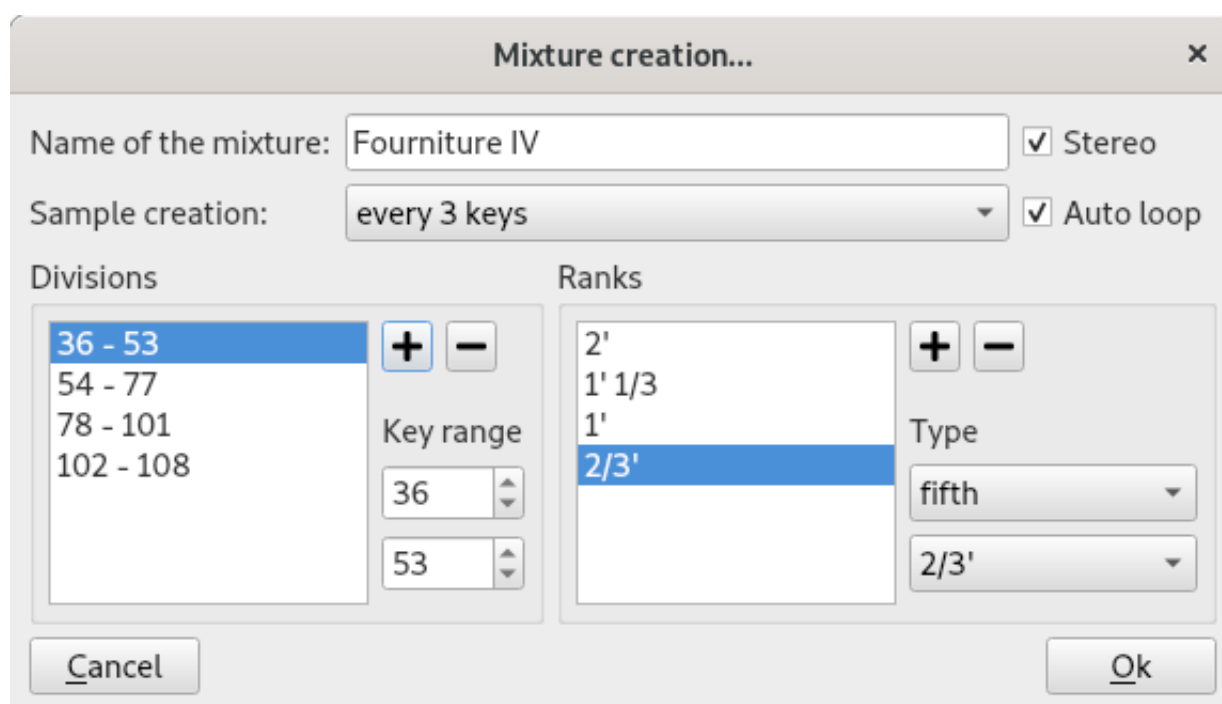 Mixture creation...
Name of the mixture: Fourniture IV Stereo
Sample creation: every 3 keys Auto loop
Divisions
36 - 53
54 - 77
78 - 101
102 - 108
Key range
36
53
Ranks
2'
1' 1/3
1'
2/3'
Type
fifth
2/3'
Cancel
Ok